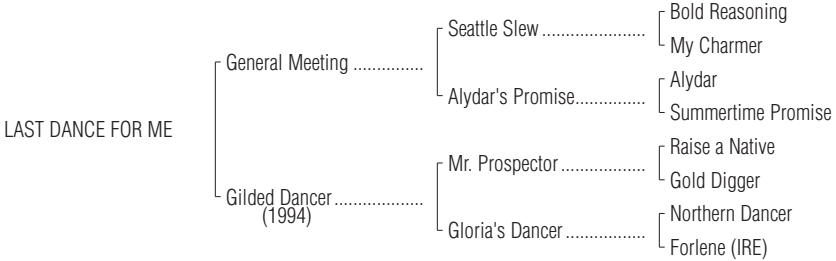 Bold Reasoning
Seattle Slew ......................
My Charmer
General Meeting ...............
Alydar
Alydar's Promise...............
Summertime Promise
LAST DANCE FOR ME
Raise a Native
Mr. Prospector ..................
Gold Digger
Gilded Dancer...................
(1994)
Northern Dancer
Gloria's Dancer .................
Forlene (IRE)